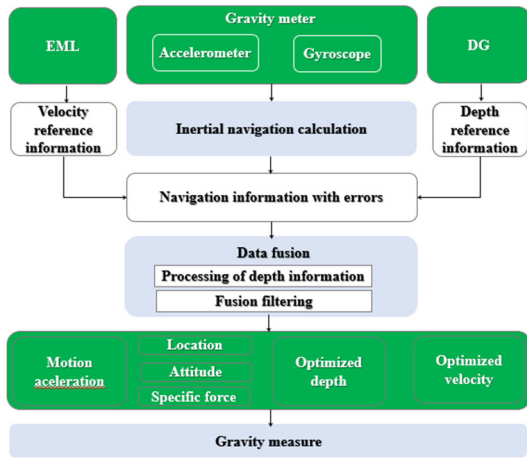 Gravity meter
EML
Accelerometer
Gyroscope
DG
Velocity
reference
information
Inertial navigation calculation
Depth
reference
information
Navigation information with errors
Data fusion
Processing of depth information
Fusion filtering
Motion
aceleration
Location
Attitude
Specific force
Optimized
depth
Optimized
velocity
Gravity measure